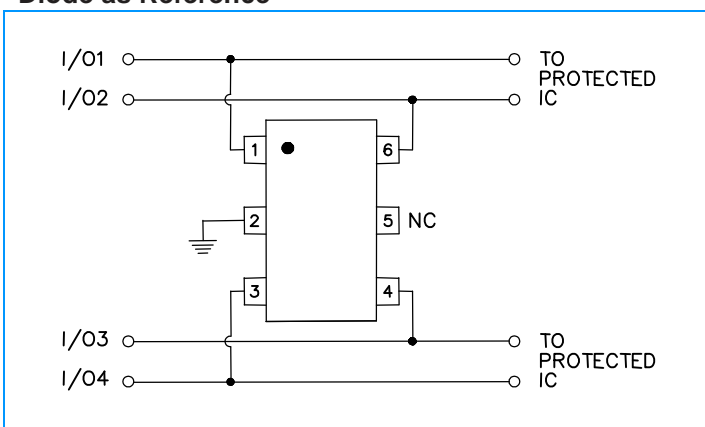 Diode as Reference
I/O1
TO
PROTECTED
I/O2
IC
1
6
2
5 NC
3
4
I/O3
TO
PROTECTED
I/O4
IC